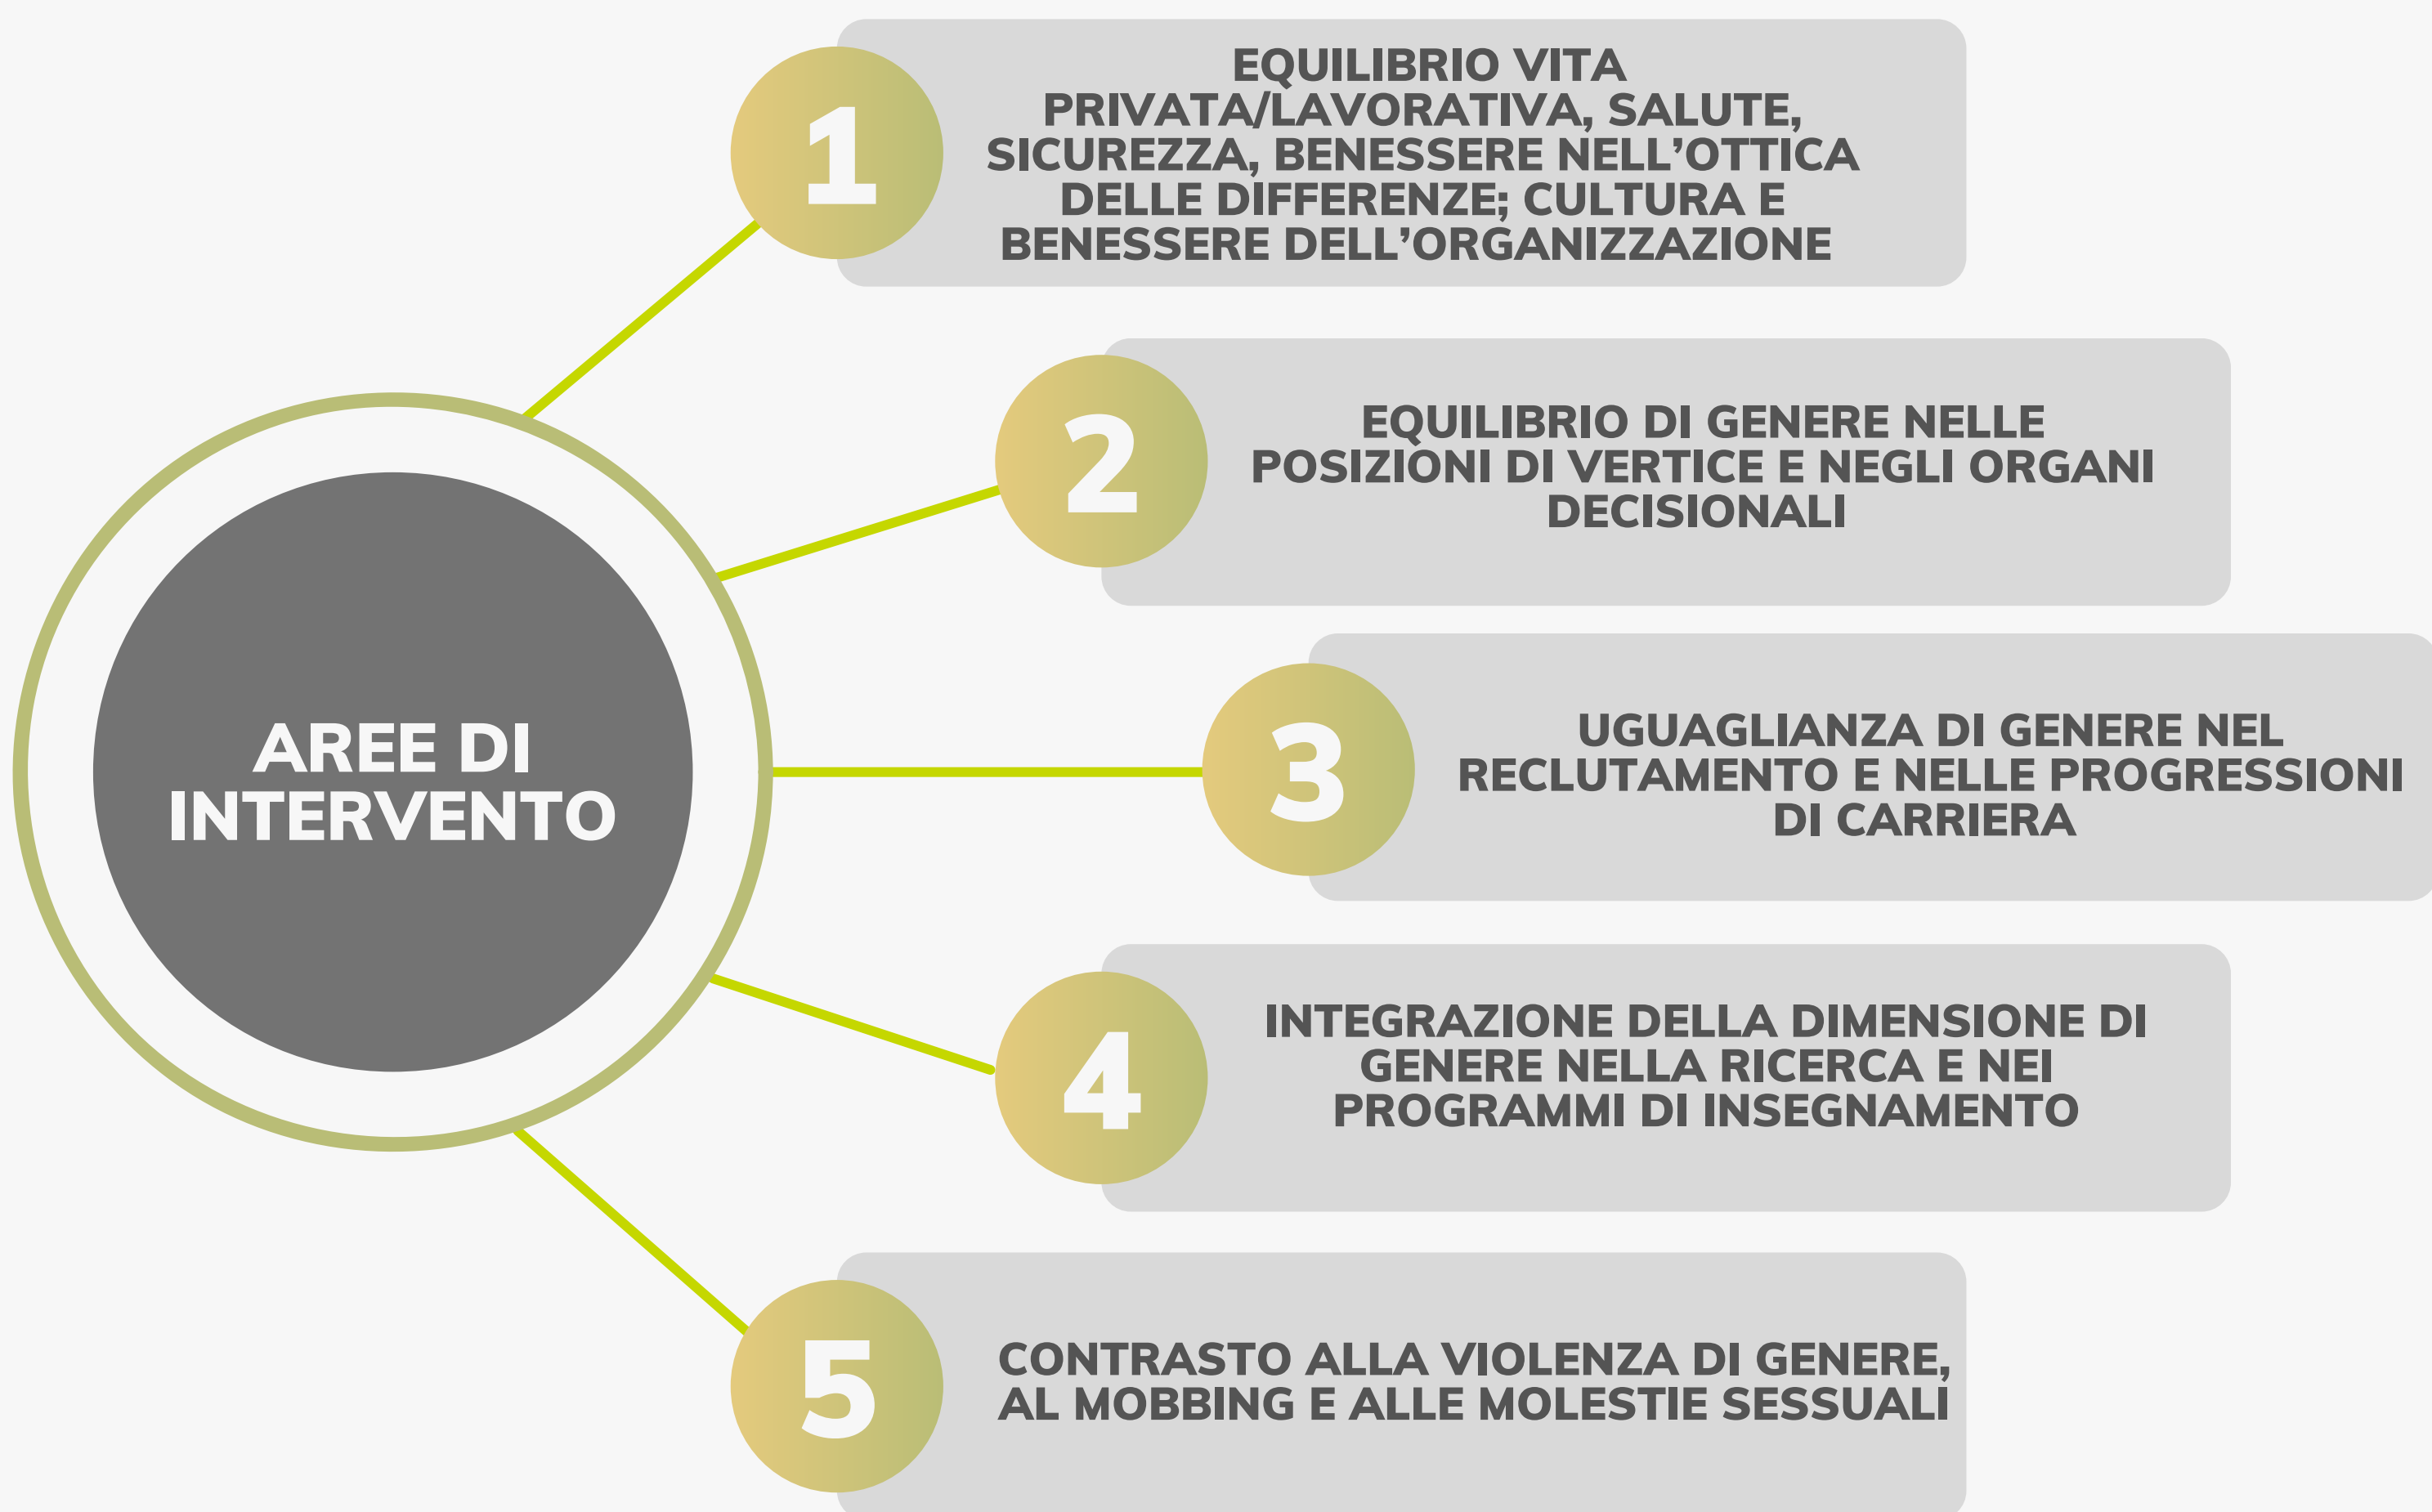 AREE DI
INTERVENTO
1
EQUILIBRIO VITA
PRIVATA/LAVORATIVA, SALUTE,
SICUREZZA, BENESSERE NELL'OTTICA
DELLE DIFFERENZE; CULTURA E
BENESSERE DELL'ORGANIZZAZIONE
2
EQUILIBRIO DI GENERE NELLE
POSIZIONI DI VERTICE E NEGLI ORGANI
DECISIONALI
3
UGUAGLIANZA DI GENERE NEL
RECLUTAMENTO E NELLE PROGRESSIONI
DI CARRIERA
4
INTEGRAZIONE DELLA DIMENSIONE DI
GENERE NELLA RICERCA E NEI
PROGRAMMI DI INSEGNAMENTO
5
CONTRASTO ALLA VIOLENZA DI GENERE,
AL MOBBING E ALLE MOLESTIE SESSUALI